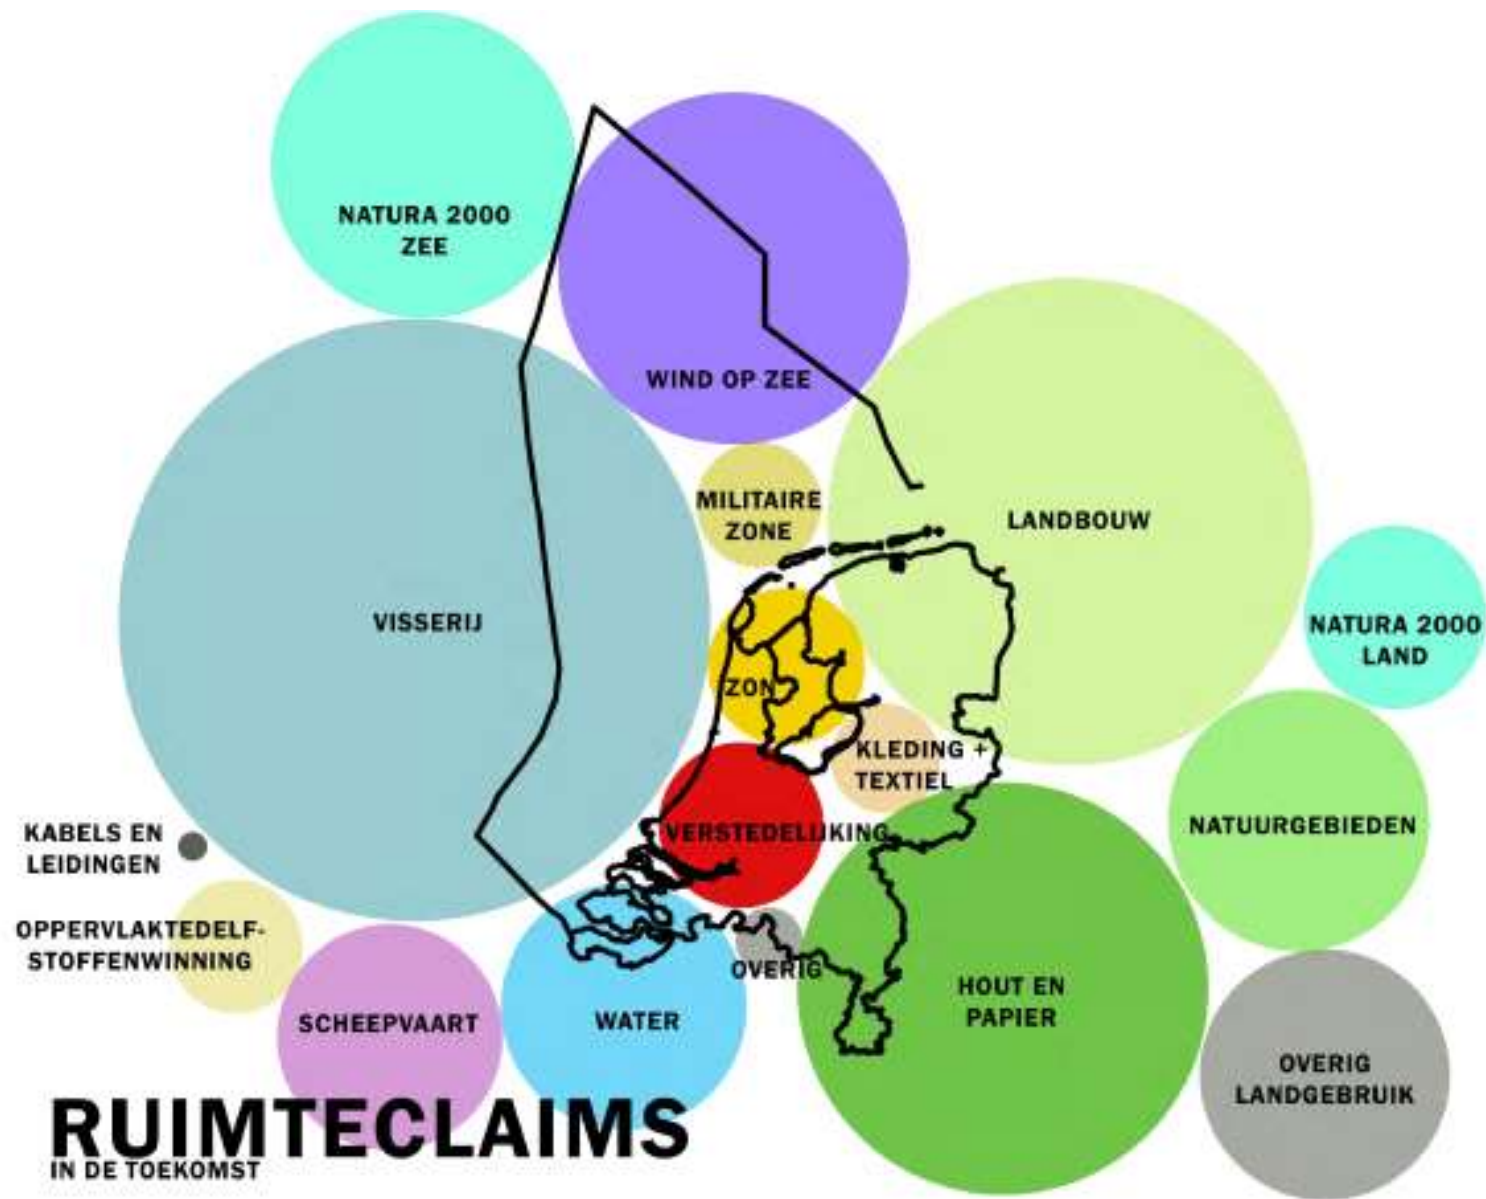 NATURA 2000
ZEE
WIND OP ZEE
MILITAIRE
ZONE
LANDBOUW
VISSERIJ
NATURA 2000
LAND
ZON
KLEDING +
TEXTIEL
VERSTEDELIJKING
NATUURGEBIEDEN
KABELS EN
LEIDINGEN
OPPERVLAKTEDELF-
STOFFENWINNING
OVERIG
SCHEEPVAART
WATER
HOUT EN
PAPIER
OVERIG
LANDGEBRUIK
RUIMTECLAIMS
IN DE TOEKOMST